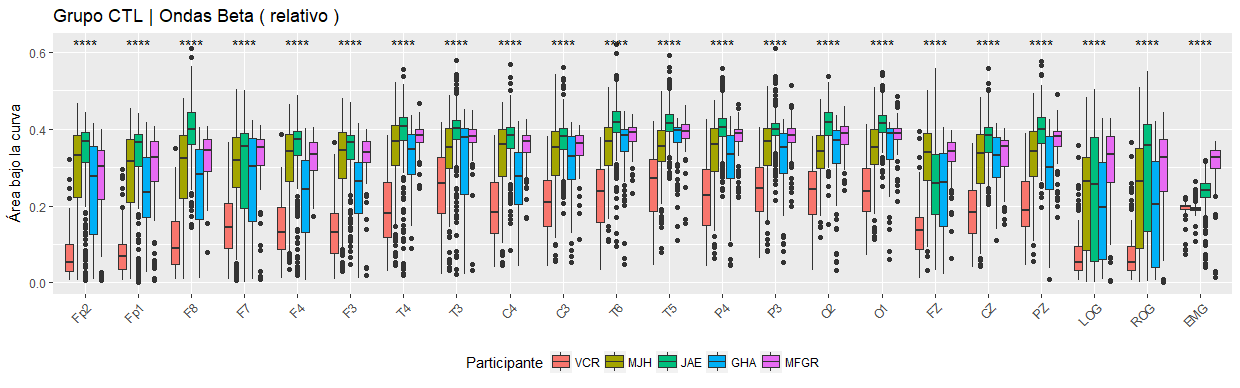 Grupo CTL | Ondas Beta ( relativo )
**** **** **** **** **** **** **** **** **** **** **** **** **** **** **** **** **** **** **** **** **** ****
Área bajo la curva
0.6
0.4
0.2
0.0
Fp2 Fp1 F8 F7 F4 F3 T4 T3 C4 C3 T6 T5 P4 P3 O2 O1 FZ CZ PZ LOG ROG EMG
Participante VCR MJH JAE GHA MFGR